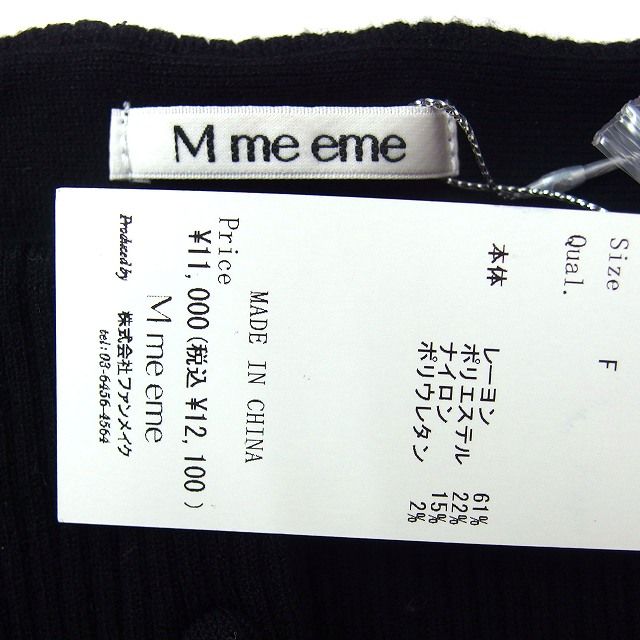 M me eme
Size F
Qual.
本体 レーヨン 61%
ポリエステル 22%
ナイロン 15%
ポリウレタン 2%
MADE IN CHINA
Price
¥11,000(税込 ¥12,100)
M me eme
Produced by 株式会社ファンメイク
tel:03-6456-4564